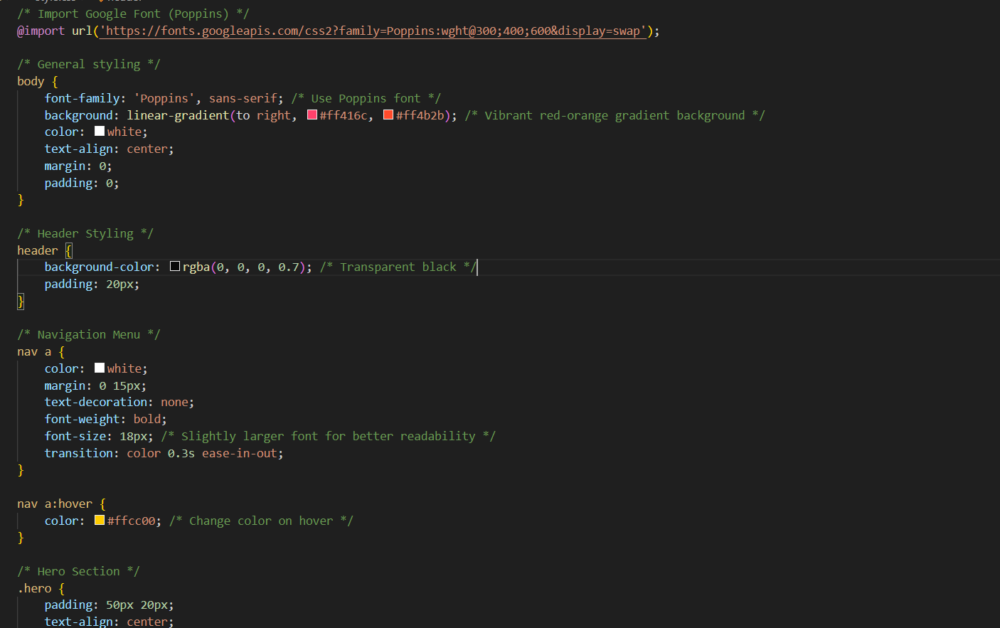 /* Import Google Font (Poppins) */
@import url('https://fonts.googleapis.com/css2?family=Poppins:wght@300;400;600&display=swap');
/* General styling */
body {
font-family: 'Poppins', sans-serif; /* Use Poppins font */
background: linear-gradient(to right, #ff416c, #ff4b2b); /* Vibrant red-orange gradient background */
color: white;
text-align: center;
margin: 0;
padding: 0;
}
/* Header Styling */
header {
background-color: rgba(0, 0, 0, 0.7); /* Transparent black */
padding: 20px;
}
/* Navigation Menu */
nav a {
color: white;
margin: 0 15px;
text-decoration: none;
font-weight: bold;
font-size: 18px; /* Slightly larger font for better readability */
transition: color 0.3s ease-in-out;
}
nav a:hover {
color: #ffcc00; /* Change color on hover */
}
/* Hero Section */
.hero {
padding: 50px 20px;
text-align: center;